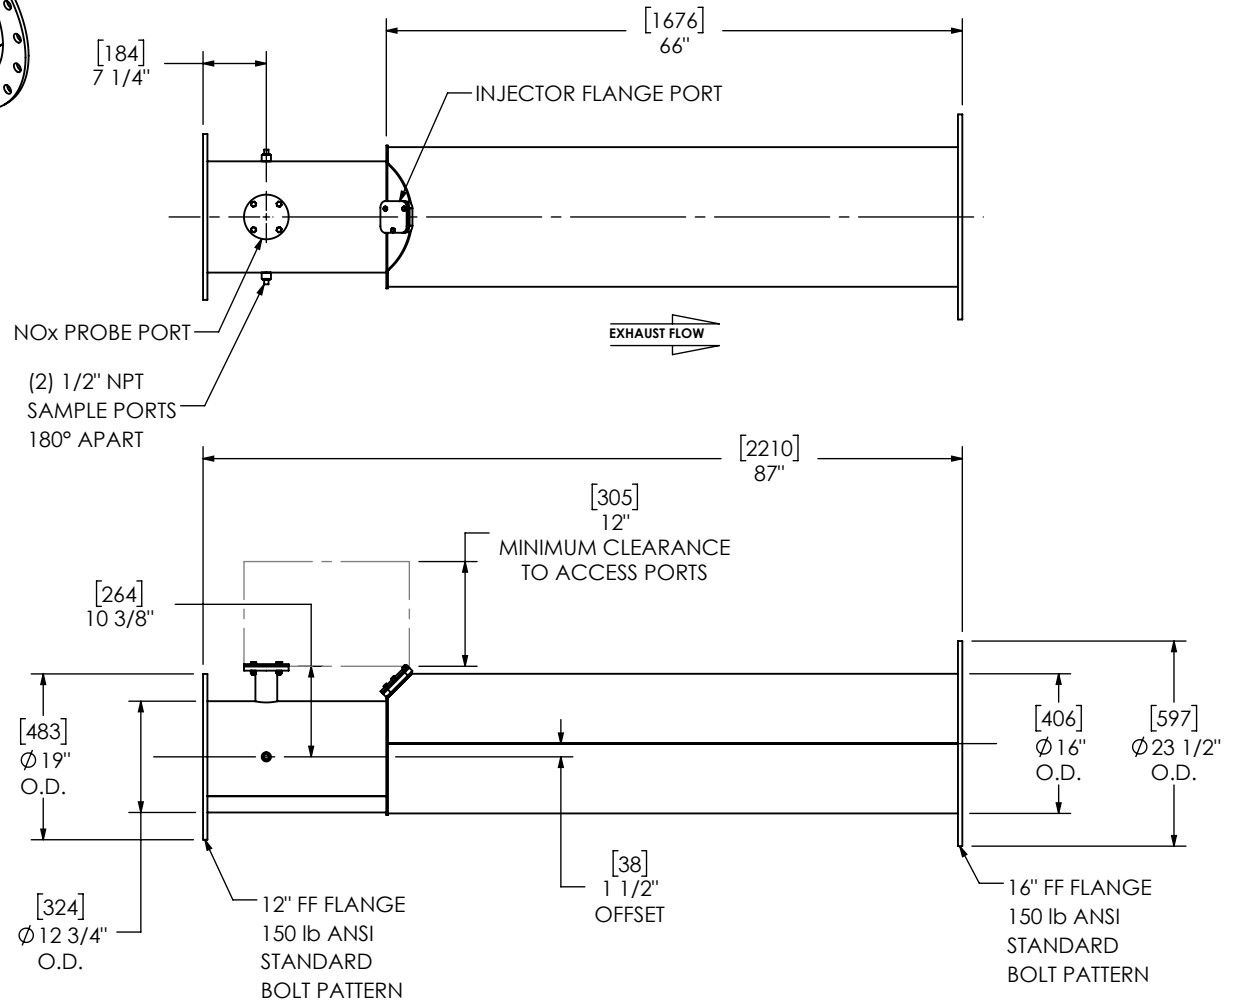 [1676]
66"
[184]
7 1/4"
INJECTOR FLANGE PORT
NOx PROBE PORT
(2) 1/2" NPT
SAMPLE PORTS
180° APART
EXHAUST FLOW
[2210]
87"
[305]
12"
MINIMUM CLEARANCE
TO ACCESS PORTS
[264]
10 3/8"
[483]
Ø19"
O.D.
[406]
Ø16"
O.D.
[597]
Ø23 1/2"
O.D.
[38]
1 1/2"
OFFSET
[324]
Ø12 3/4"
O.D.
12" FF FLANGE
150 lb ANSI
STANDARD
BOLT PATTERN
16" FF FLANGE
150 lb ANSI
STANDARD
BOLT PATTERN